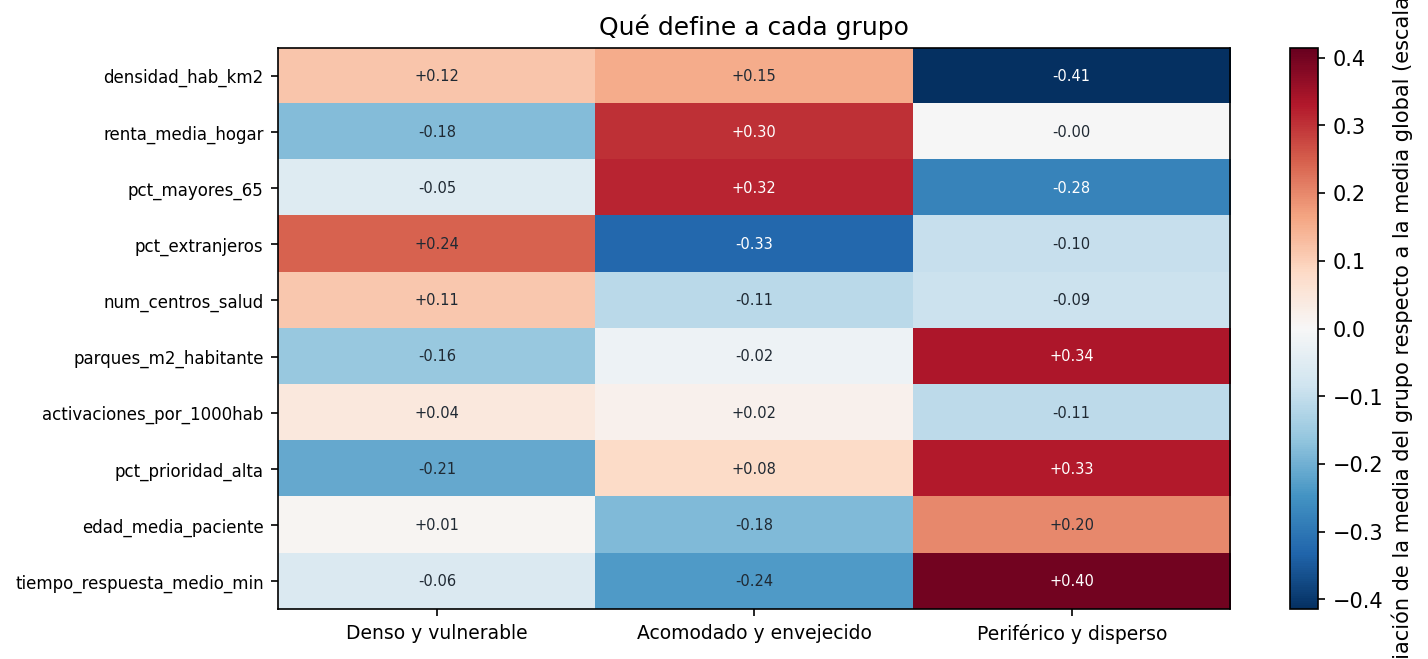 Qué define a cada grupo
densidad_hab_km2 +0.12 +0.15 -0.41
renta_media_hogar -0.18 +0.30 -0.00
pct_mayores_65 -0.05 +0.32 -0.28
pct_extranjeros +0.24 -0.33 -0.10
num_centros_salud +0.11 -0.11 -0.09
parques_m2_habitante -0.16 -0.02 +0.34
activaciones_por_1000hab +0.04 +0.02 -0.11
pct_prioridad_alta -0.21 +0.08 +0.33
edad_media_paciente +0.01 -0.18 +0.20
tiempo_respuesta_medio_min -0.06 -0.24 +0.40
Denso y vulnerable Acomodado y envejecido Periférico y disperso
0.4
0.3
0.2
0.1
0.0
−0.1
−0.2
−0.3
−0.4
de la media del grupo respecto a la media global